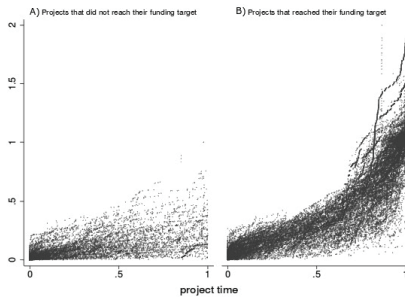 A) Projects that did not reach their funding target
B) Projects that reached their funding target
2
1.5
1
.5
0
0 .5 1
0 .5 1
project time